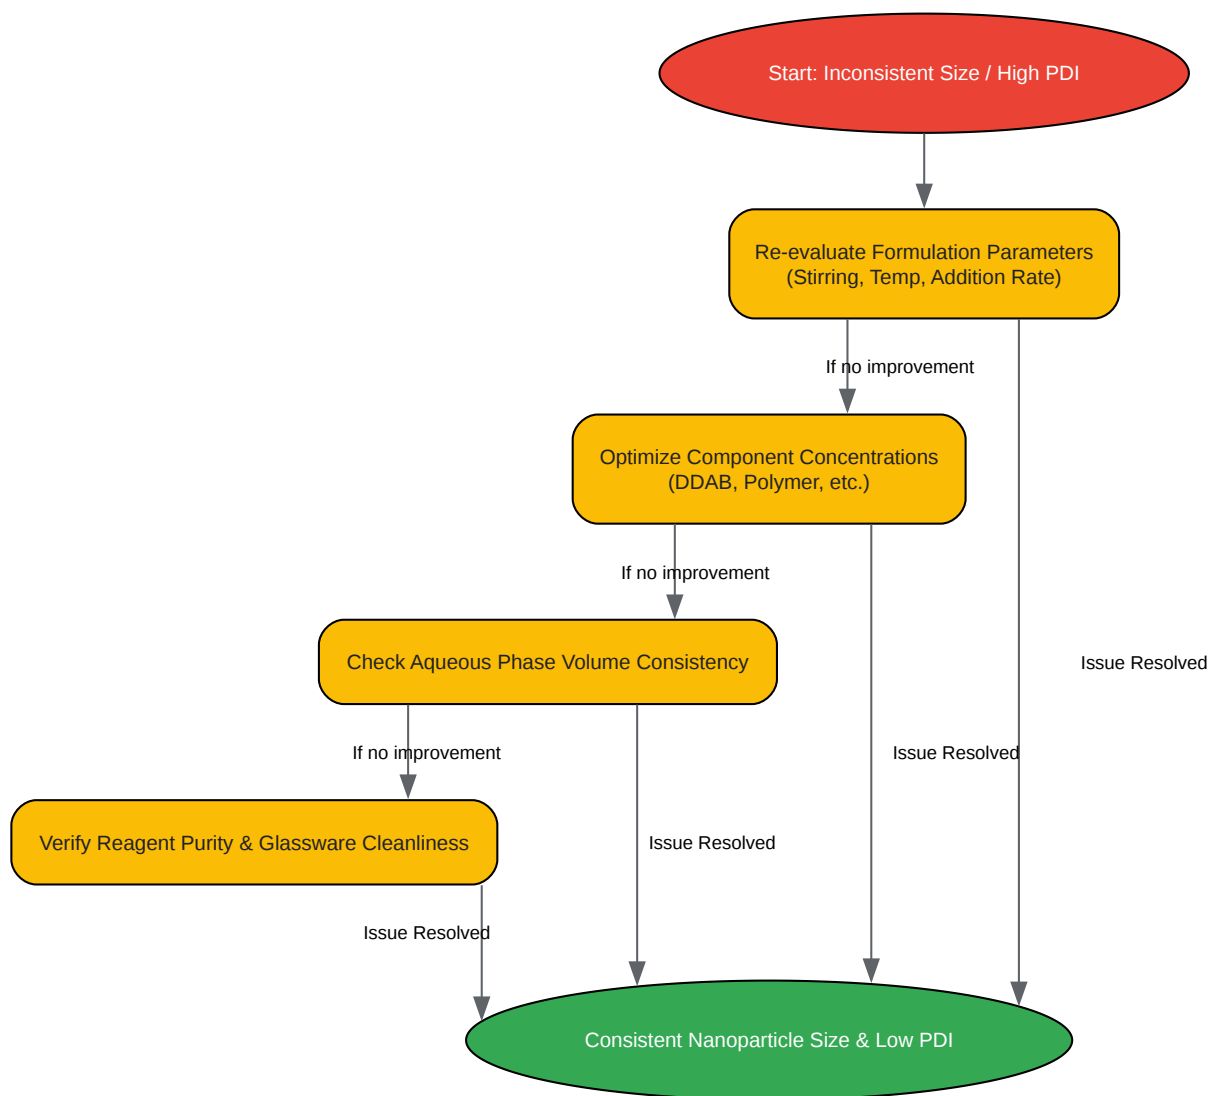 Start: Inconsistent Size / High PDI
Re-evaluate Formulation Parameters
(Stirring, Temp, Addition Rate)
If no improvement
Optimize Component Concentrations
(DDAB, Polymer, etc.)
If no improvement
Check Aqueous Phase Volume Consistency
Issue Resolved
If no improvement
Issue Resolved
Verify Reagent Purity & Glassware Cleanliness
Issue Resolved
Issue Resolved
Consistent Nanoparticle Size & Low PDI